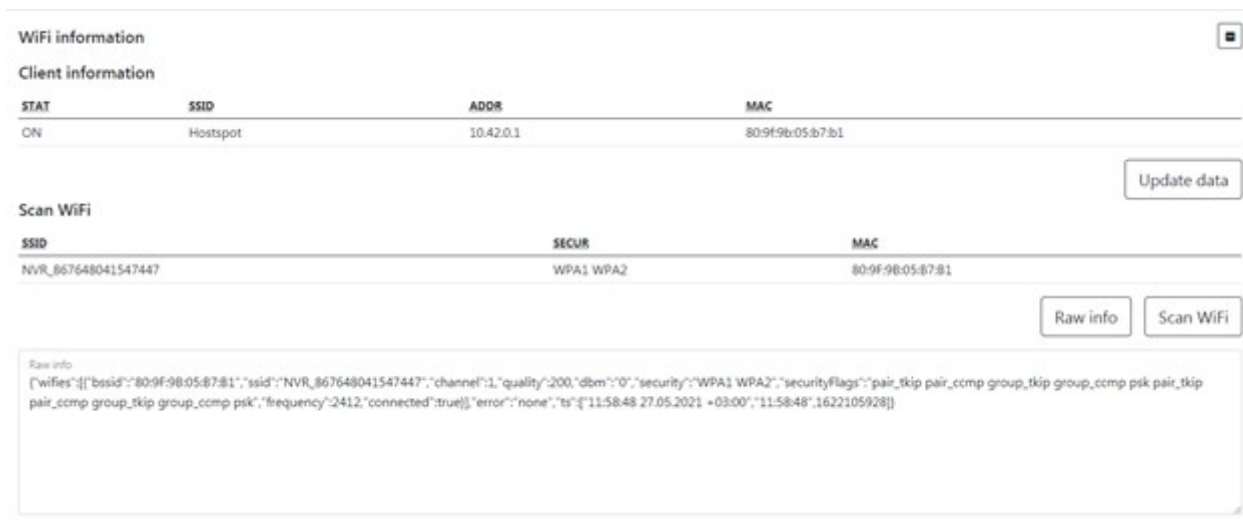 WiFi information
Client information
STAT SSID ADDR MAC
ON Hostspot 10.42.0.1 80:9f:9b:05:b7:b1
Update data
Scan WiFi
SSID SECUR MAC
NVR_867648041547447 WPA1 WPA2 80:9F:9B:05:B7:B1
Raw info Scan WiFi
Raw info
{"wifies":[{"bssid":"80:9F:9B:05:B7:B1","ssid":"NVR_867648041547447","channel":1,"quality":200,"dbm":"0","security":"WPA1 WPA2","securityFlags":"pair_tkip pair_ccmp group_tkip group_ccmp psk pair_tkip
pair_ccmp group_tkip group_ccmp psk","frequency":2412,"connected":true}],"error":"none","ts":["11:58:48 27.05.2021 +03:00","11:58:48",1622105928]}